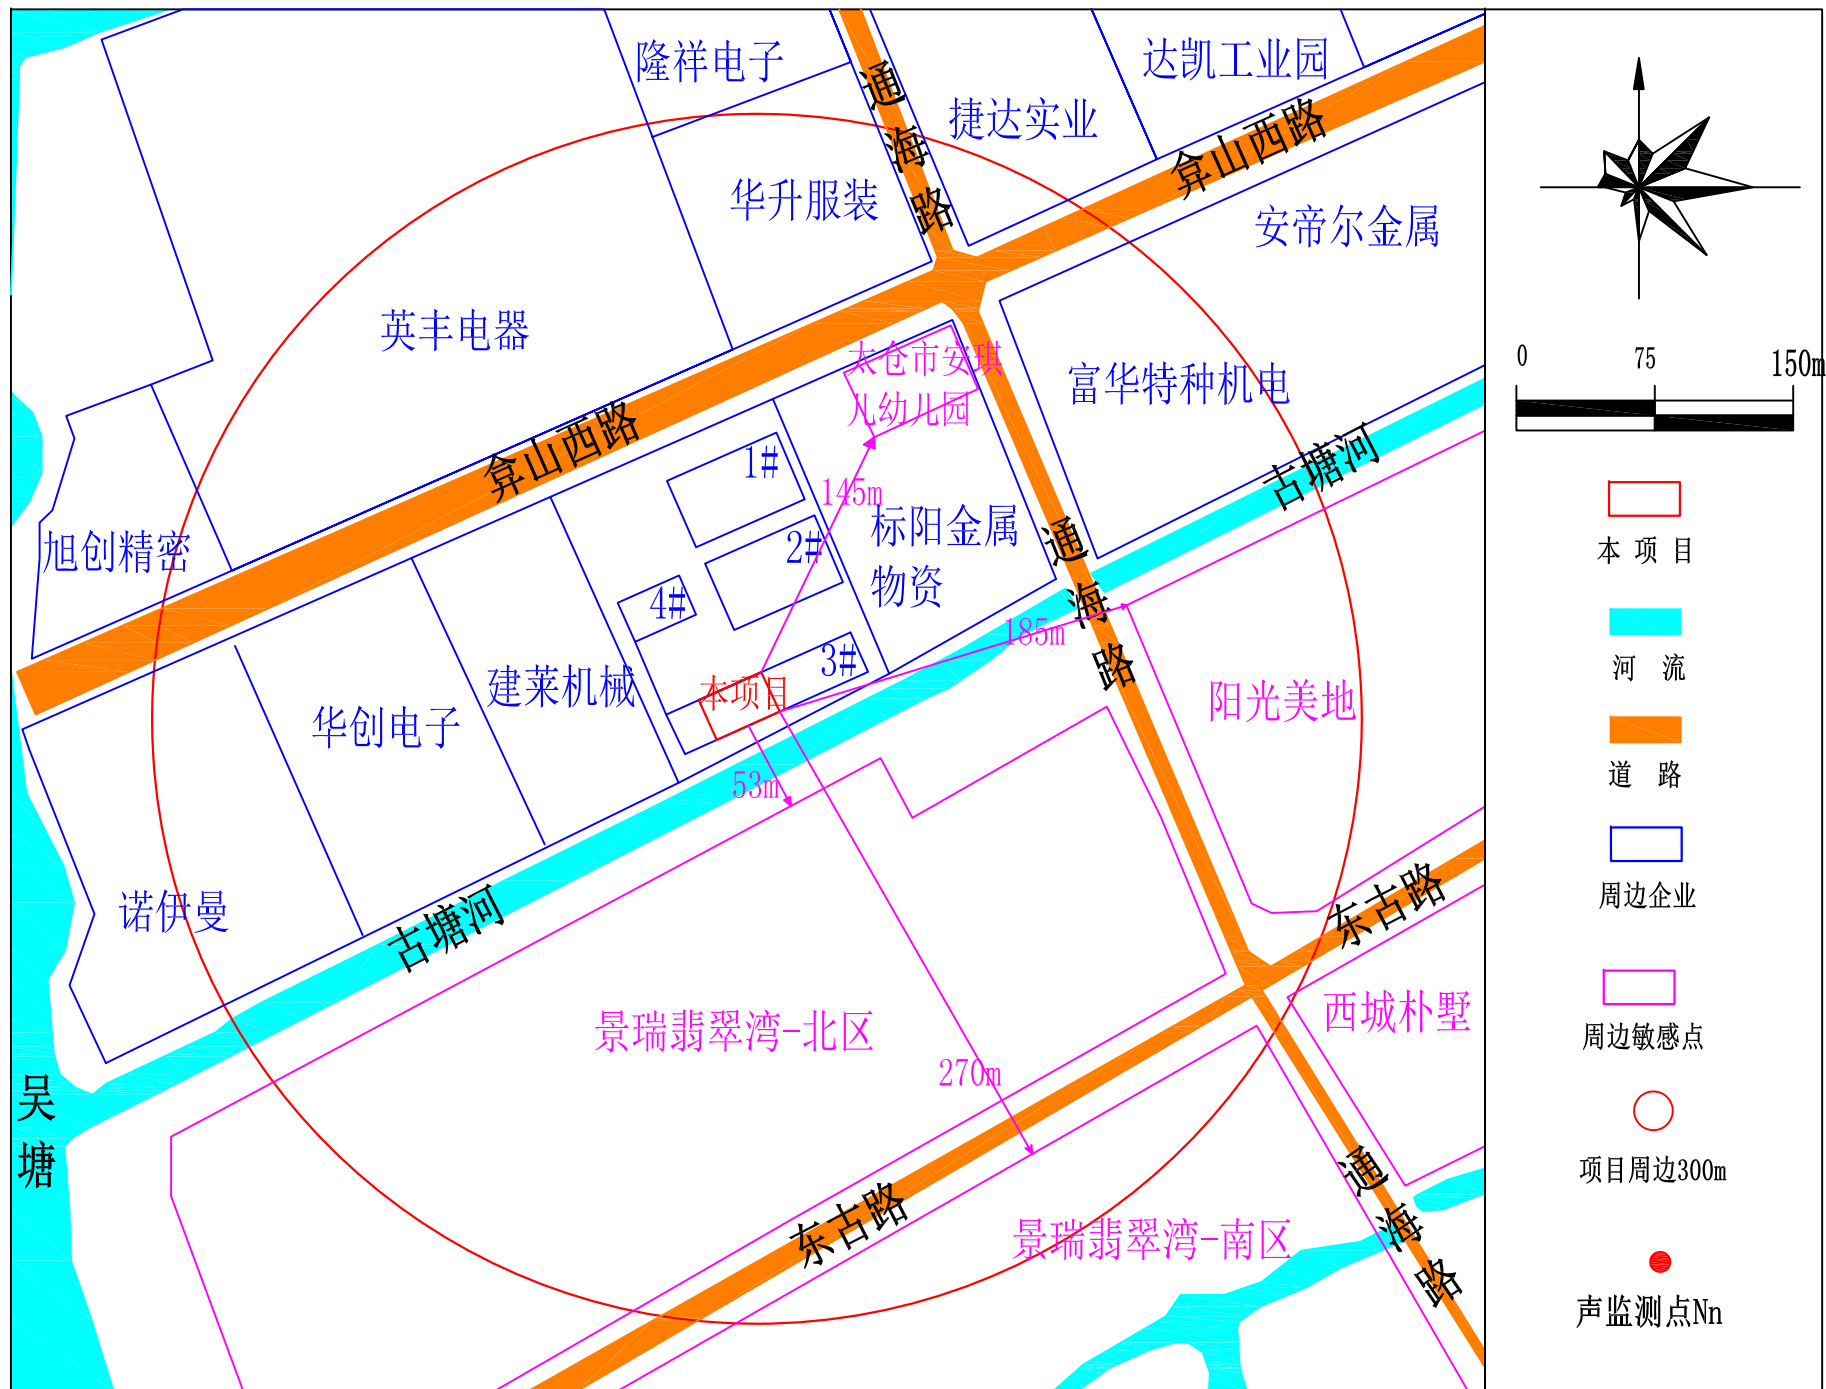 隆祥电子
达凯工业园
捷达实业
通海路
弇山西路
华升服装
安帝尔金属
英丰电器
太仓市安琪
儿幼儿园
富华特种机电
弇山西路
古塘河
1#
145m
标阳金属
物资
2#
旭创精密
通海路
4#
185m
3#
建莱机械
本项目
阳光美地
华创电子
53m
诺伊曼
古塘河
东古路
景瑞翡翠湾-北区
西城朴墅
270m
吴塘
东古路
景瑞翡翠湾-南区
通海路
0 75 150m
本 项 目
河 流
道 路
周边企业
周边敏感点
项目周边300m
声监测点Nn